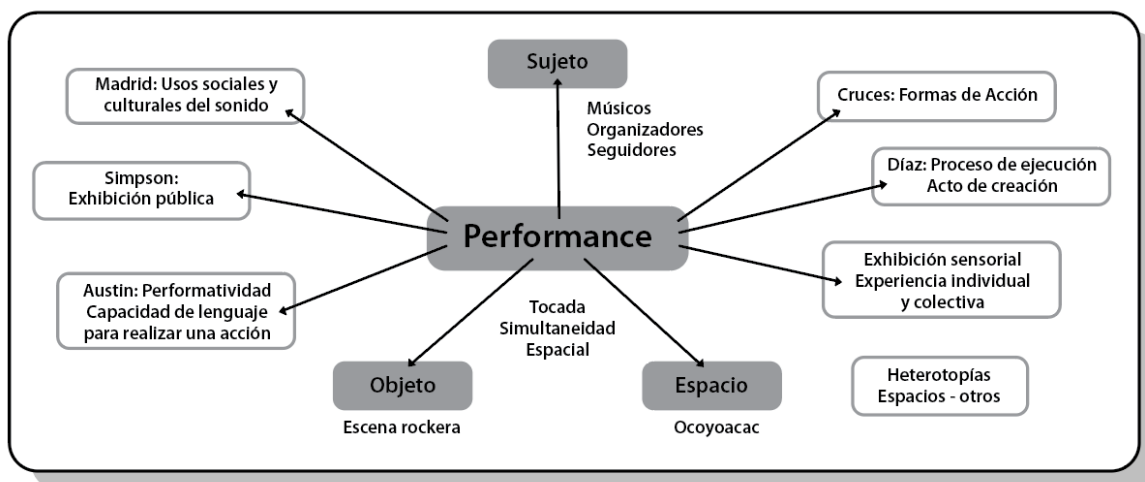 Sujeto
Madrid: Usos sociales y
culturales del sonido
Músicos
Organizadores
Seguidores
Cruces: Formas de Acción
Simpson:
Exhibición pública
Díaz: Proceso de ejecución
Acto de creación
Performance
Austin: Performatividad
Capacidad de lenguaje
para realizar una acción
Tocada
Simultaneidad
Espacial
Exhibición sensorial
Experiencia individual
y colectiva
Objeto
Escena rockera
Espacio
Ocoyoacac
Heterotopías
Espacios - otros